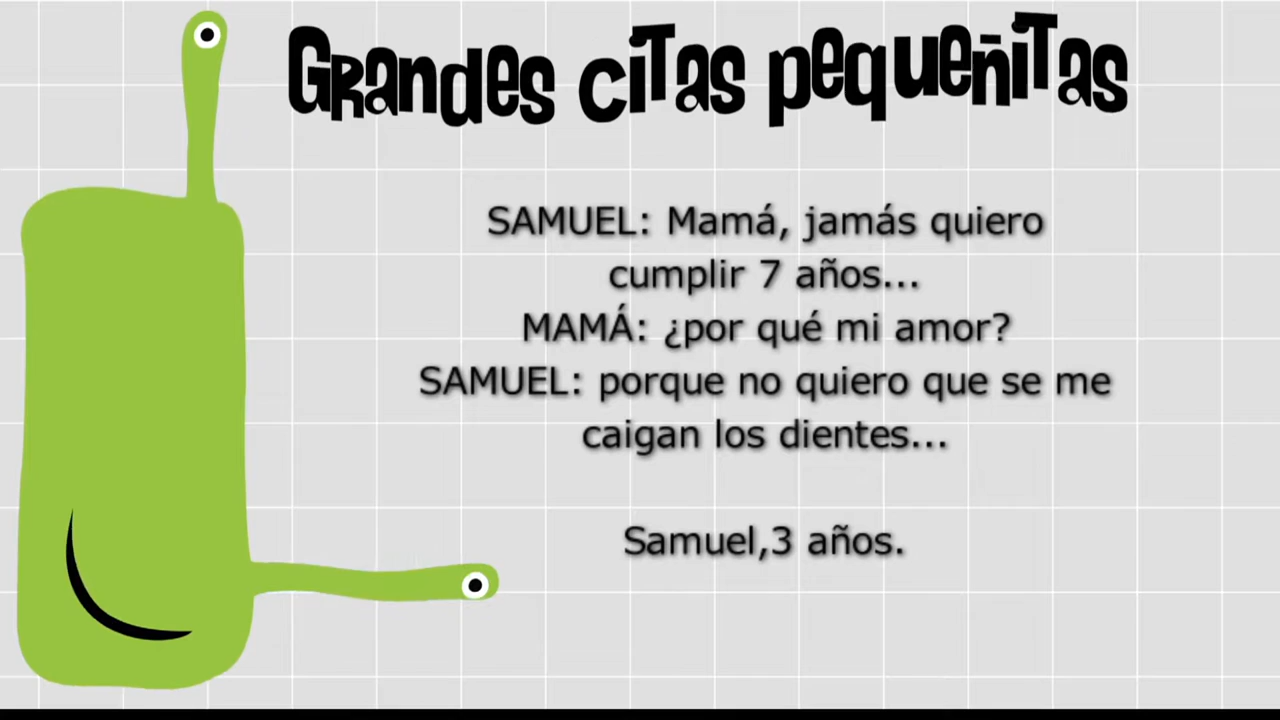 Grandes citas pequeñitas
SAMUEL: Mamá, jamás quiero
cumplir 7 años...
MAMÁ: ¿por qué mi amor?
SAMUEL: porque no quiero que se me
caigan los dientes...
Samuel,3 años.